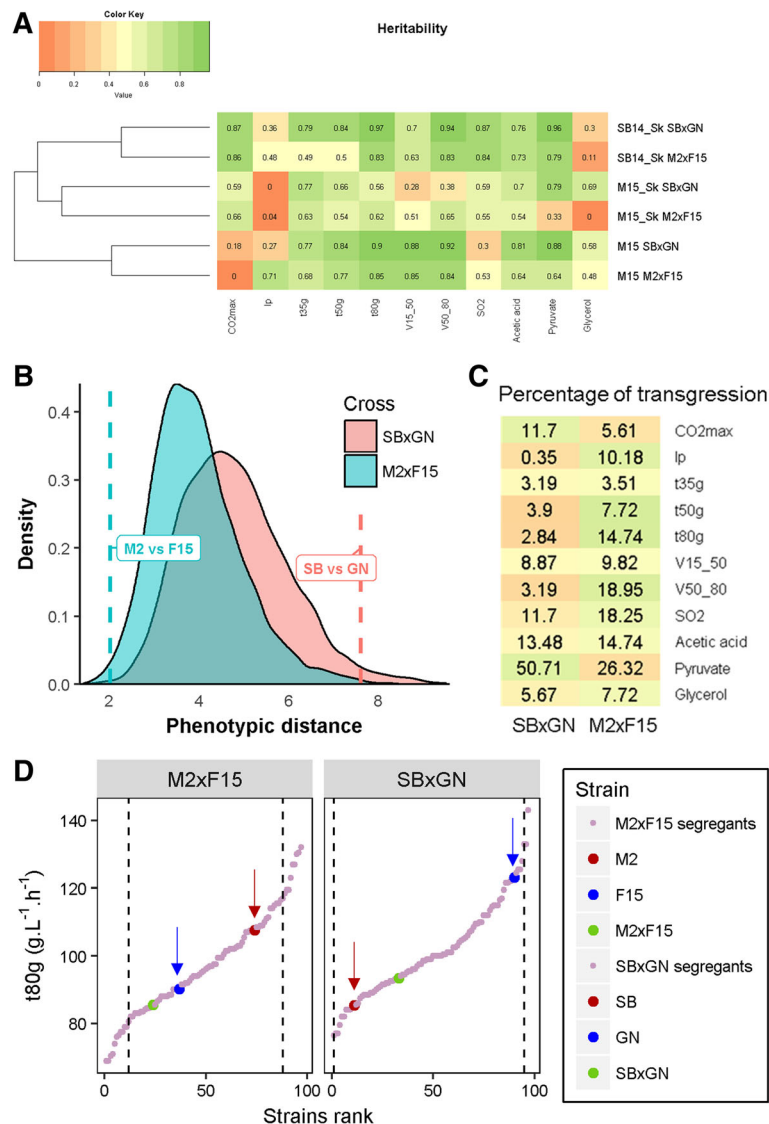 A
Color Key
Heritability
0 0.2 0.4 0.6 0.8
Value
0.87 0.36 0.79 0.84 0.97 0.7 0.94 0.87 0.76 0.96 0.3 SB14_Sk SBxGN
0.86 0.48 0.49 0.5 0.83 0.63 0.83 0.84 0.73 0.79 0.11 SB14_Sk M2xF15
0.59 0 0.77 0.66 0.56 0.28 0.38 0.59 0.7 0.79 0.69 M15_Sk SBxGN
0.66 0.04 0.63 0.54 0.62 0.51 0.65 0.55 0.54 0.33 0 M15_Sk M2xF15
0.18 0.27 0.77 0.84 0.9 0.88 0.92 0.3 0.81 0.88 0.58 M15 SBxGN
0 0.71 0.68 0.77 0.85 0.85 0.84 0.53 0.64 0.64 0.48 M15 M2xF15
CO2max lp t35g t50g t80g V15_50 V50_80 SO2 Acetic acid Pyruvate Glycerol
B
0.4
0.3
0.2
0.1
0.0
Density
Cross
SBxGN
M2xF15
M2 vs F15
SB vs GN
2 4 6 8
Phenotypic distance
C
Percentage of transgression
11.7 5.61 CO2max
0.35 10.18 lp
3.19 3.51 t35g
3.9 7.72 t50g
2.84 14.74 t80g
8.87 9.82 V15_50
3.19 18.95 V50_80
11.7 18.25 SO2
13.48 14.74 Acetic acid
50.71 26.32 Pyruvate
5.67 7.72 Glycerol
SBxGN M2xF15
D
M2xF15 SBxGN
140
120
100
80
t80g (g.L⁻¹.h⁻¹)
0 50 100 0 50 100
Strains rank
Strain
M2xF15 segregants
M2
F15
M2xF15
SBxGN segregants
SB
GN
SBxGN